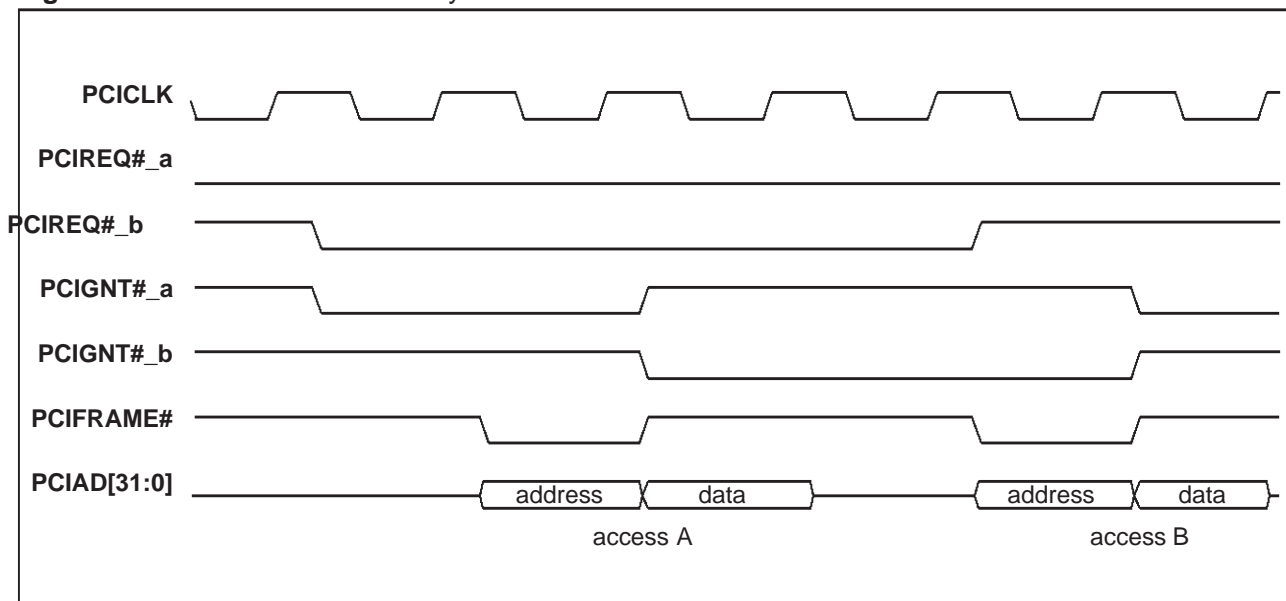 PCICLK
PCIREQ#_a
PCIREQ#_b
PCIGNT#_a
PCIGNT#_b
PCIFRAME#
PCIAD[31:0]
address data address data
access A access B